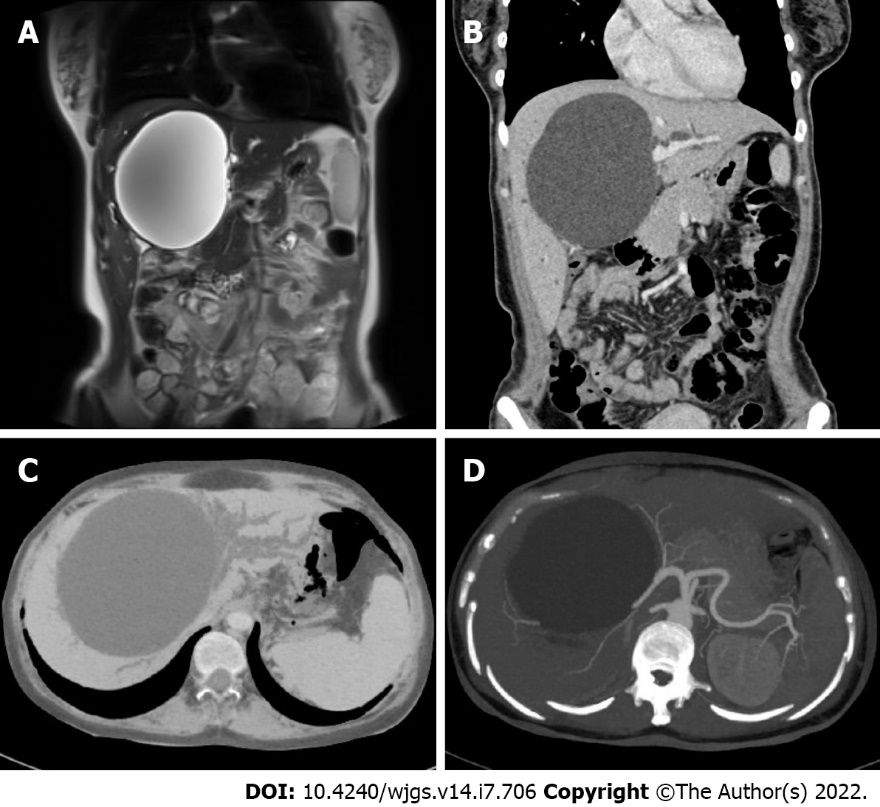 A
B
C
D
DOI: 10.4240/wjgs.v14.i7.706 Copyright ©The Author(s) 2022.